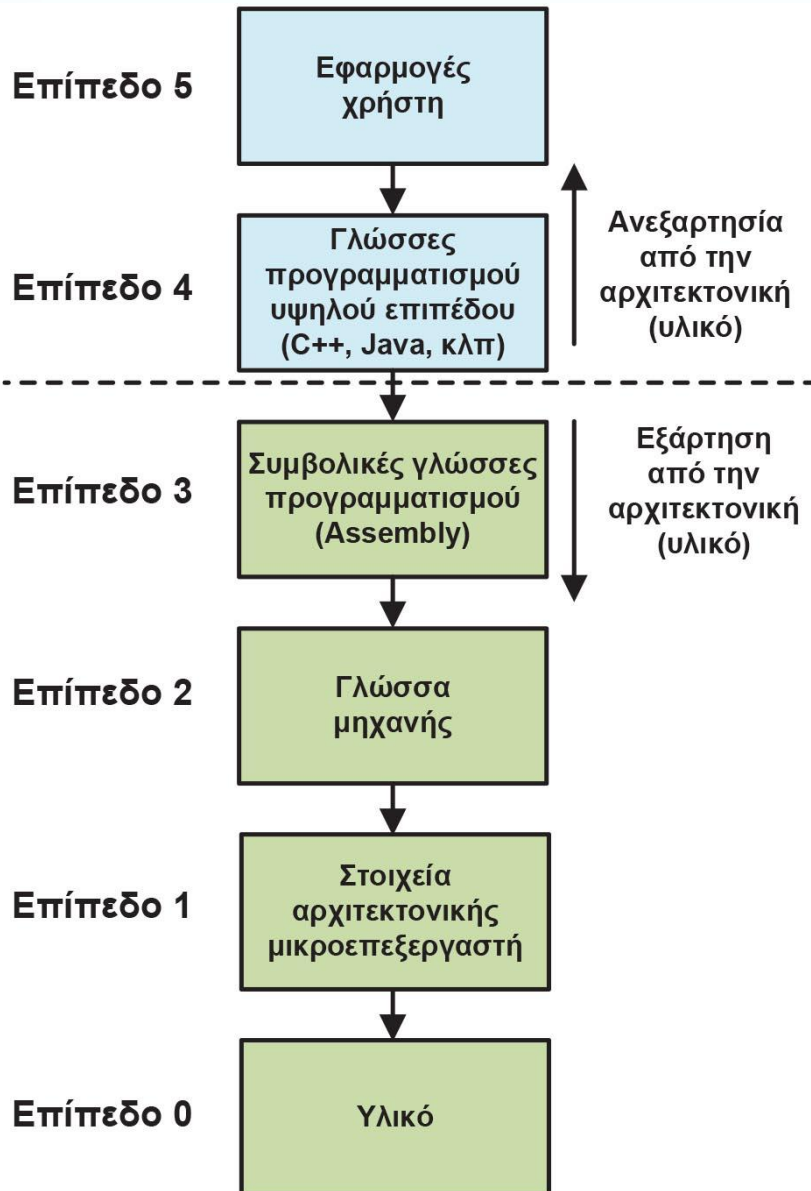 Επίπεδο 5
Εφαρμογές
χρήστη
Επίπεδο 4
Γλώσσες
προγραμματισμού
υψηλού επιπέδου
(C++, Java, κλπ)
Ανεξαρτησία
από την
αρχιτεκτονική
(υλικό)
Επίπεδο 3
Συμβολικές γλώσσες
προγραμματισμού
(Assembly)
Εξάρτηση
από την
αρχιτεκτονική
(υλικό)
Επίπεδο 2
Γλώσσα
μηχανής
Επίπεδο 1
Στοιχεία
αρχιτεκτονικής
μικροεπεξεργαστή
Επίπεδο 0
Υλικό